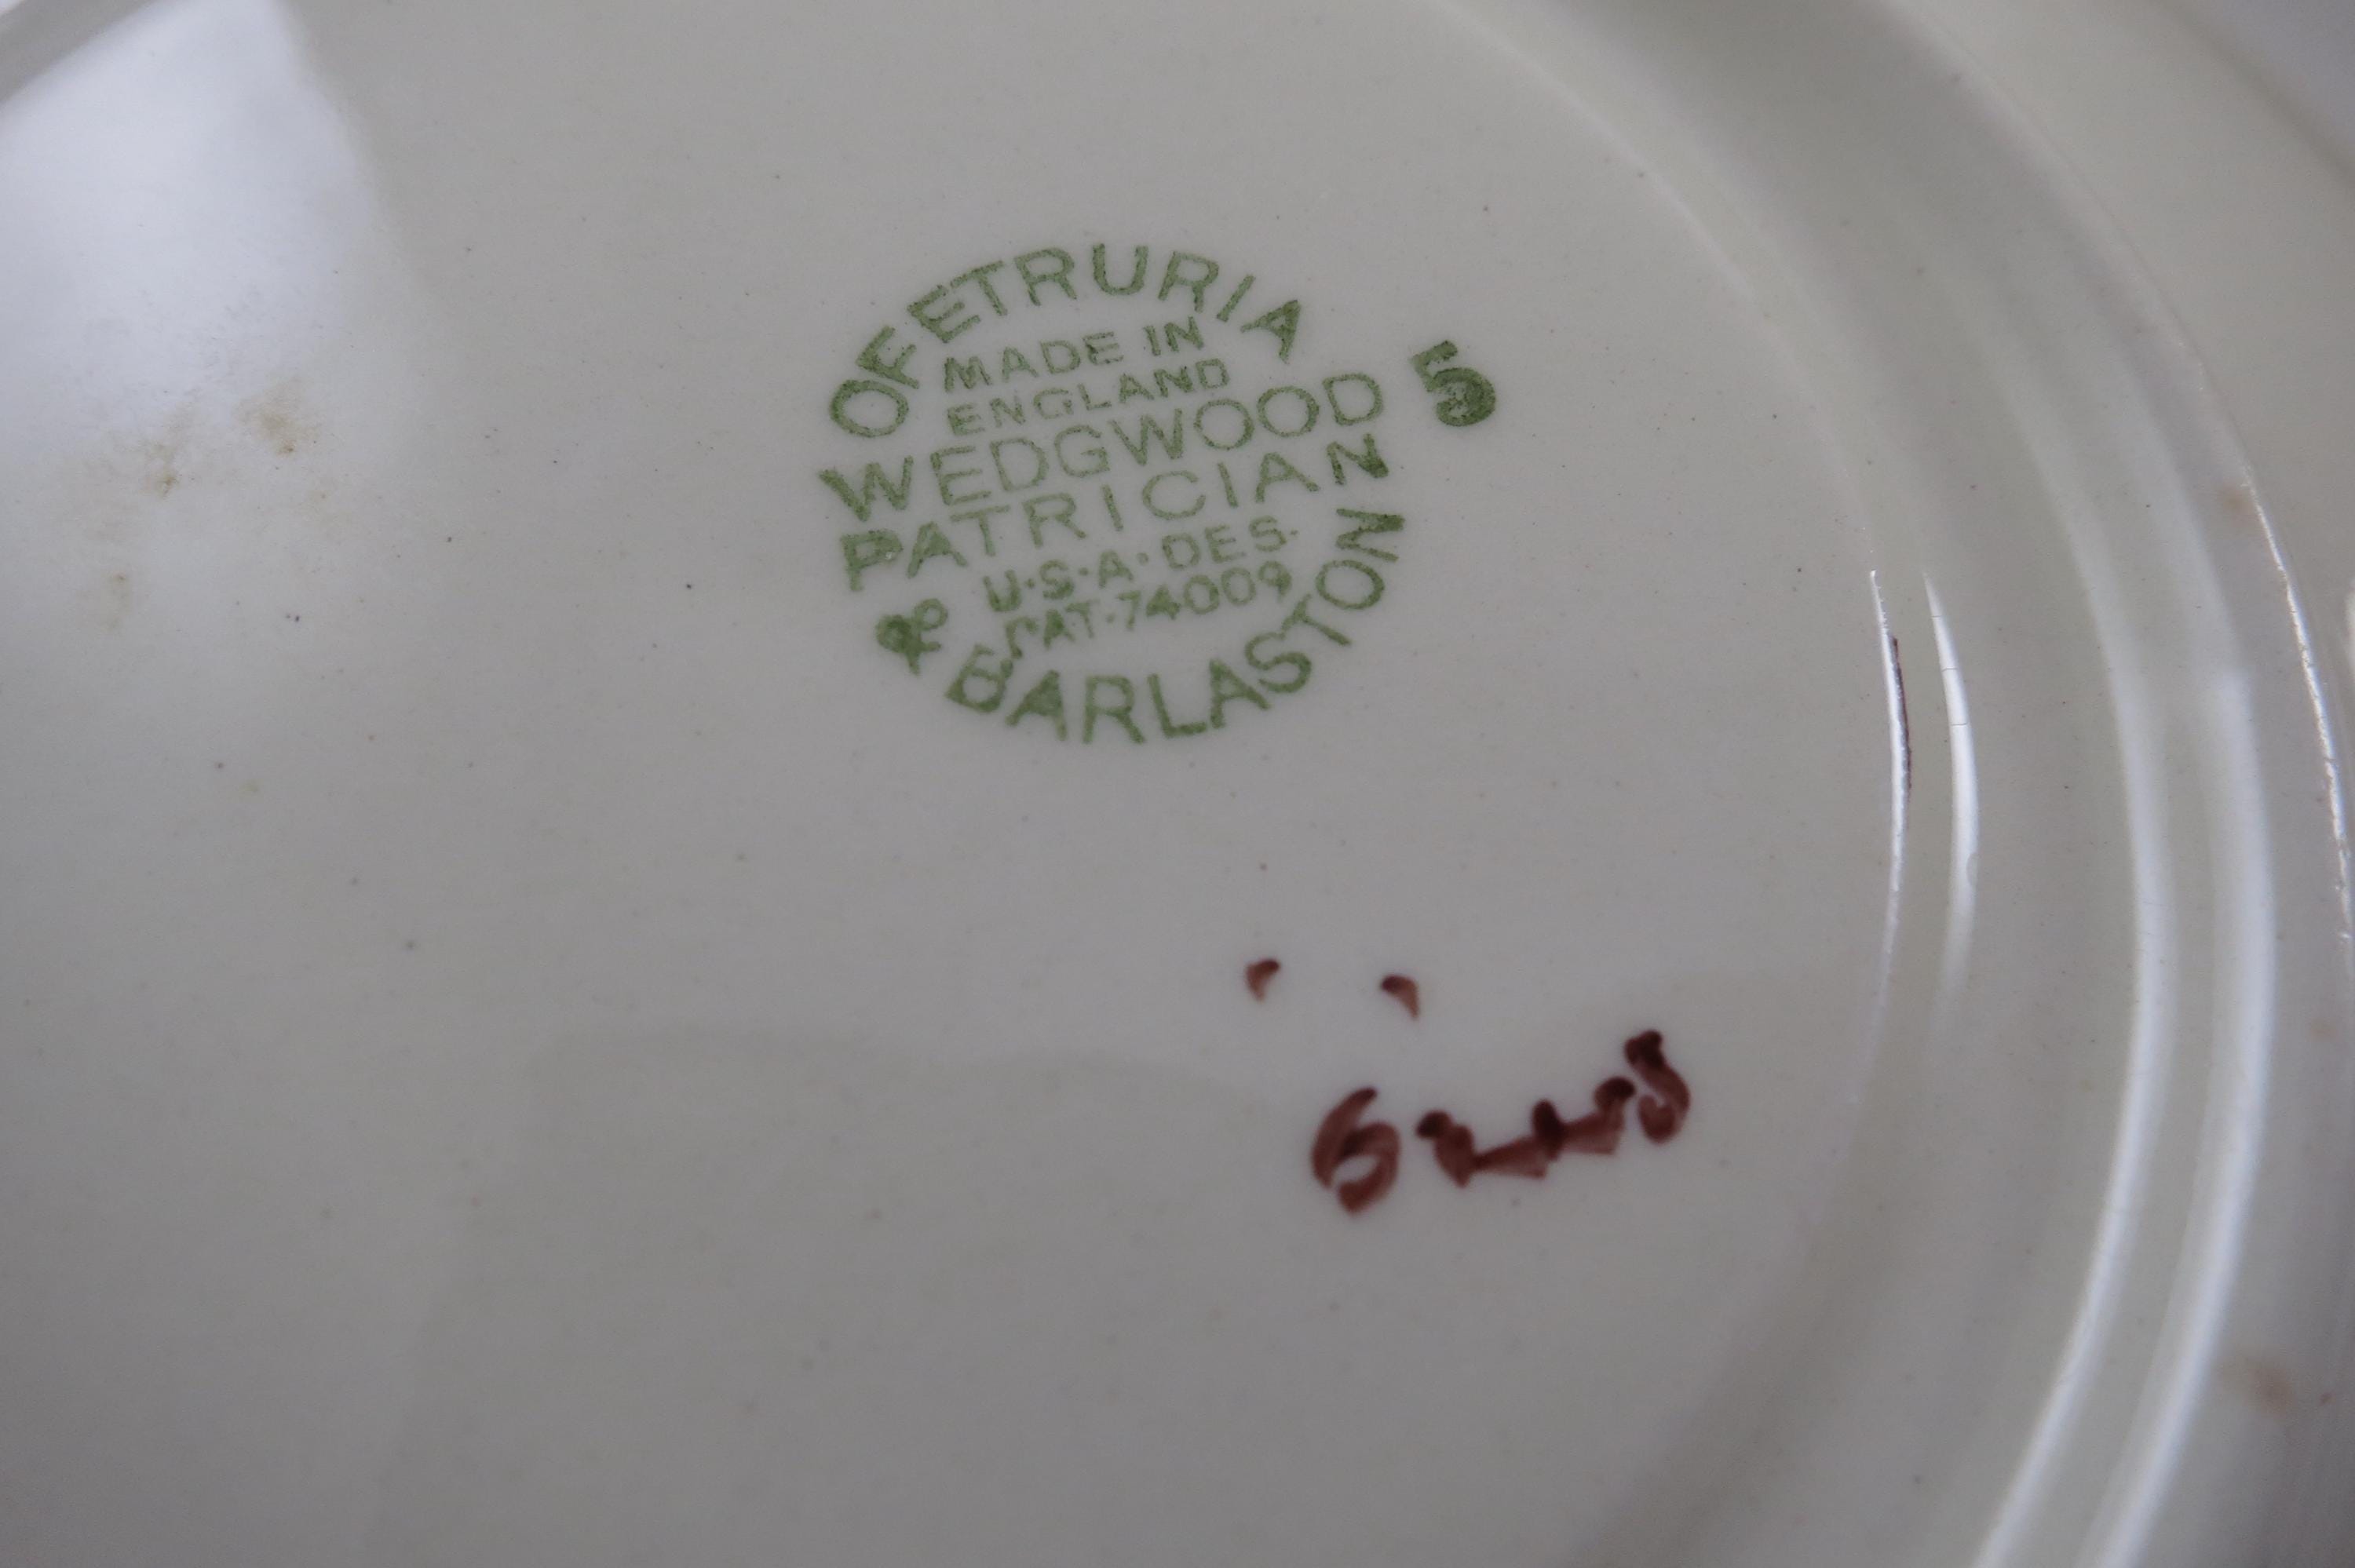 OF ETRURIA
MADE IN
ENGLAND
WEDGWOOD 5
PATRICIAN
U·S·A· DES·
PAT·74009
& BARLASTON